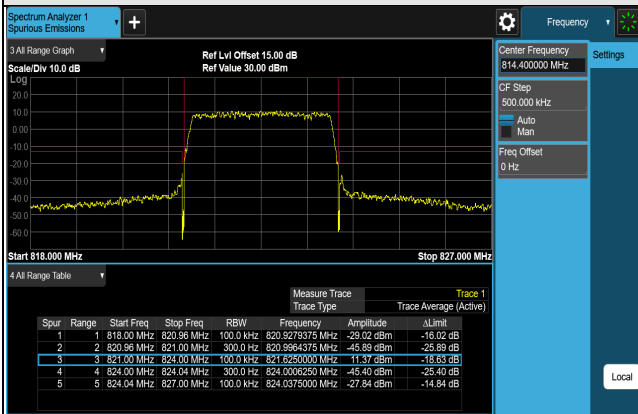 Spectrum Analyzer 1
Spurious Emissions
Frequency
3 All Range Graph
Ref Lvl Offset 15.00 dB
Scale/Div 10.0 dB
Ref Value 30.00 dBm
Log
20.0
10.0
0.00
-10.0
-20.0
-30.0
-40.0
-50.0
-60.0
Start 818.000 MHz
Stop 827.000 MHz
Center Frequency
814.400000 MHz
Settings
CF Step
500.000 kHz
Auto
Man
Freq Offset
0 Hz
4 All Range Table
Measure Trace Trace 1
Trace Type Trace Average (Active)
Spur Range Start Freq Stop Freq RBW Frequency Amplitude ΔLimit
1 1 818.00 MHz 820.96 MHz 100.0 kHz 820.9279375 MHz -29.02 dBm -16.02 dB
2 2 820.96 MHz 821.00 MHz 300.0 Hz 820.9964375 MHz -45.89 dBm -25.89 dB
3 3 821.00 MHz 824.00 MHz 100.0 kHz 821.6250000 MHz 11.37 dBm -18.63 dB
4 4 824.00 MHz 824.04 MHz 300.0 Hz 824.0006250 MHz -45.40 dBm -25.40 dB
5 5 824.04 MHz 827.00 MHz 100.0 kHz 824.0375000 MHz -27.84 dBm -14.84 dB
Local